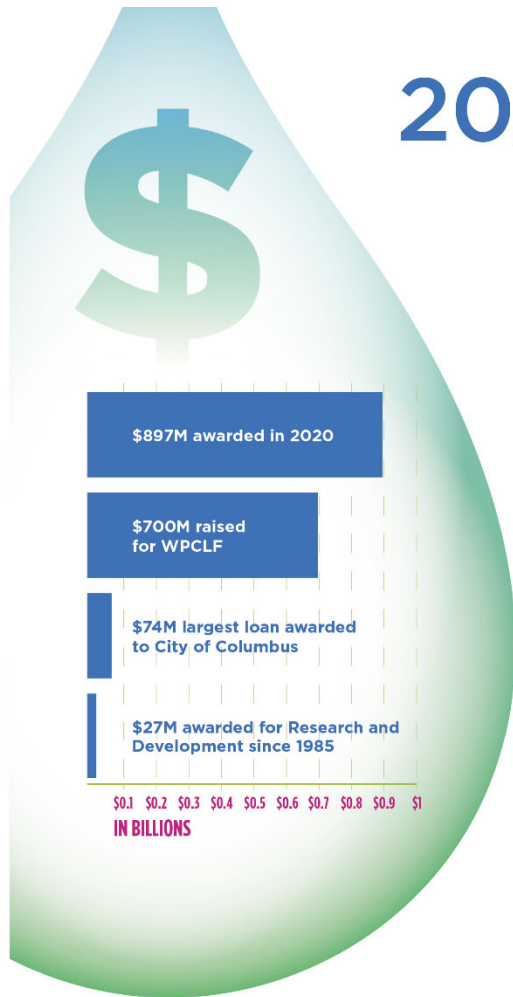 20
$
$897M awarded in 2020
$700M raised
for WPCLF
$74M largest loan awarded
to City of Columbus
$27M awarded for Research and
Development since 1985
$0.1 $0.2 $0.3 $0.4 $0.5 $0.6 $0.7 $0.8 $0.9 $1
IN BILLIONS